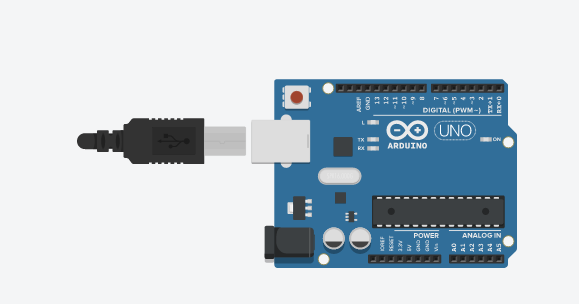 AREF
GND
13
12
~11
~10
~9
8
7
~6
~5
4
~3
2
TX→1
RX←0
DIGITAL (PWM~)
L
TX
RX
ARDUINO
UNO
ON
POWER
ANALOG IN
IOREF
RESET
3.3V
5V
GND
GND
Vin
A0
A1
A2
A3
A4
A5